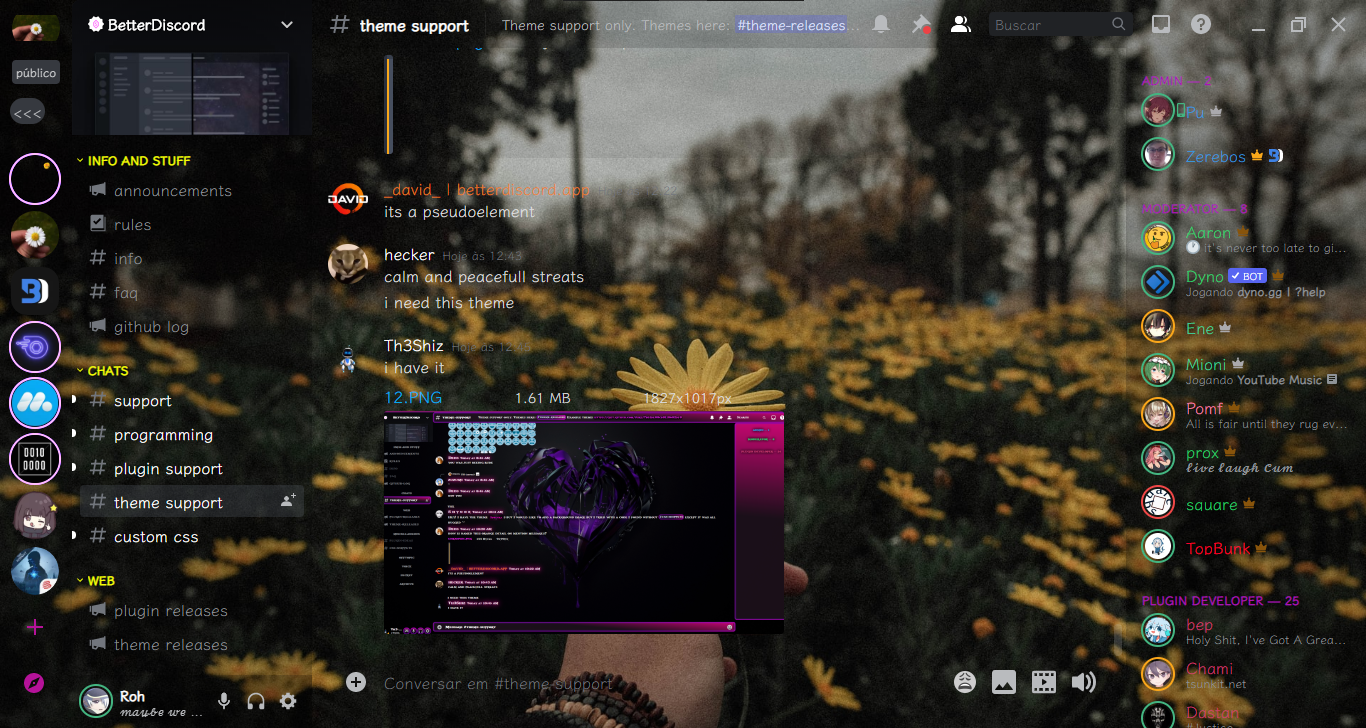 BetterDiscord
theme support
Theme support only. Themes here: #theme-releases...
Buscar
público
<<<
INFO AND STUFF
announcements
rules
info
faq
github log
CHATS
support
programming
plugin support
theme support
custom css
WEB
plugin releases
theme releases
Roh
maybe we ...
_david_ | betterdiscord.app
its a pseudoelement
hecker Hoje às 12:43
calm and peacefull streats
i need this theme
Th3Shiz Hoje às
i have it
12.PNG 1.61 MB 1827x1017px
Conversar em #theme support
ADMIN — 2
Pu
Zerebos
MODERATOR — 8
Aaron
It's never too late to gi...
Dyno BOT
Jogando dyno.gg | ?help
Ene
Mioni
Jogando YouTube Music
Pomf
All is fair until they rug ev...
prox
live laugh Cum
square
TopBunk
PLUGIN DEVELOPER — 25
bep
Holy Shit, I've Got A Grea...
Chami
tsunkit.net
DAVID
0010
0000